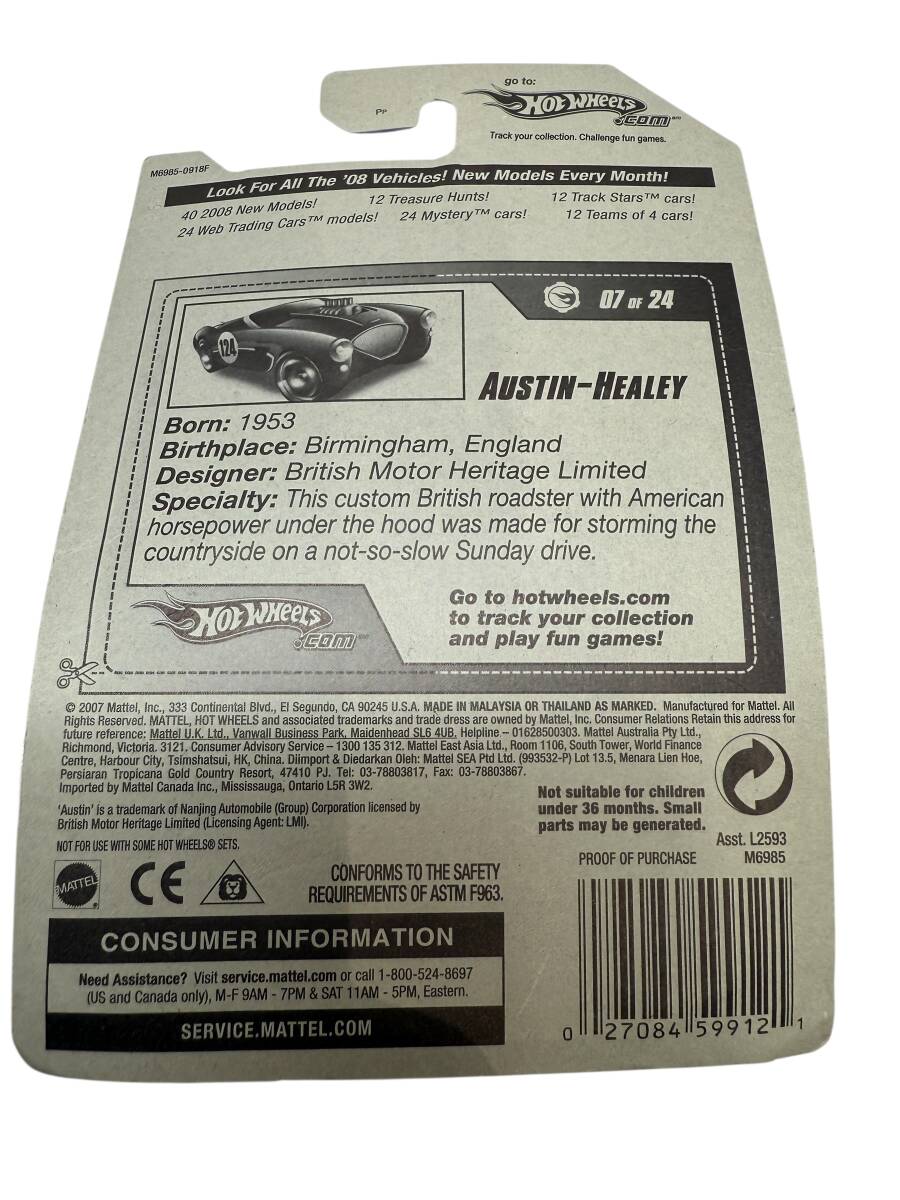 go to:
HOT WHEELS
.COM™
Track your collection. Challenge fun games.
PP
M6985-0918F
Look For All The '08 Vehicles! New Models Every Month!
40 2008 New Models! 12 Treasure Hunts! 12 Track Stars™ cars!
24 Web Trading Cars™ models! 24 Mystery™ cars! 12 Teams of 4 cars!
07 OF 24
124
AUSTIN-HEALEY
Born: 1953
Birthplace: Birmingham, England
Designer: British Motor Heritage Limited
Specialty: This custom British roadster with American
horsepower under the hood was made for storming the
countryside on a not-so-slow Sunday drive.
HOT WHEELS
.COM™
Go to hotwheels.com
to track your collection
and play fun games!
© 2007 Mattel, Inc., 333 Continental Blvd., El Segundo, CA 90245 U.S.A. MADE IN MALAYSIA OR THAILAND AS MARKED. Manufactured for Mattel. All
Rights Reserved. MATTEL, HOT WHEELS and associated trademarks and trade dress are owned by Mattel, Inc. Consumer Relations Retain this address for
future reference: Mattel U.K. Ltd., Vanwall Business Park, Maidenhead SL6 4UB. Helpline – 01628500303. Mattel Australia Pty Ltd.,
Richmond, Victoria. 3121. Consumer Advisory Service – 1300 135 312. Mattel East Asia Ltd., Room 1106, South Tower, World Finance
Centre, Harbour City, Tsimshatsui, HK, China. Diimport & Diedarkan Oleh: Mattel SEA Ptd Ltd. (993532-P) Lot 13.5, Menara Lien Hoe,
Persiaran Tropicana Gold Country Resort, 47410 PJ. Tel: 03-78803817, Fax: 03-78803867.
Imported by Mattel Canada Inc., Mississauga, Ontario L5R 3W2.
'Austin' is a trademark of Nanjing Automobile (Group) Corporation licensed by
British Motor Heritage Limited (Licensing Agent: LMI).
NOT FOR USE WITH SOME HOT WHEELS® SETS.
Not suitable for children
under 36 months. Small
parts may be generated.
Asst. L2593
PROOF OF PURCHASE M6985
MATTEL
CE
CONFORMS TO THE SAFETY
REQUIREMENTS OF ASTM F963.
CONSUMER INFORMATION
Need Assistance? Visit service.mattel.com or call 1-800-524-8697
(US and Canada only), M-F 9AM - 7PM & SAT 11AM - 5PM, Eastern.
SERVICE.MATTEL.COM
0 27084 59912 1